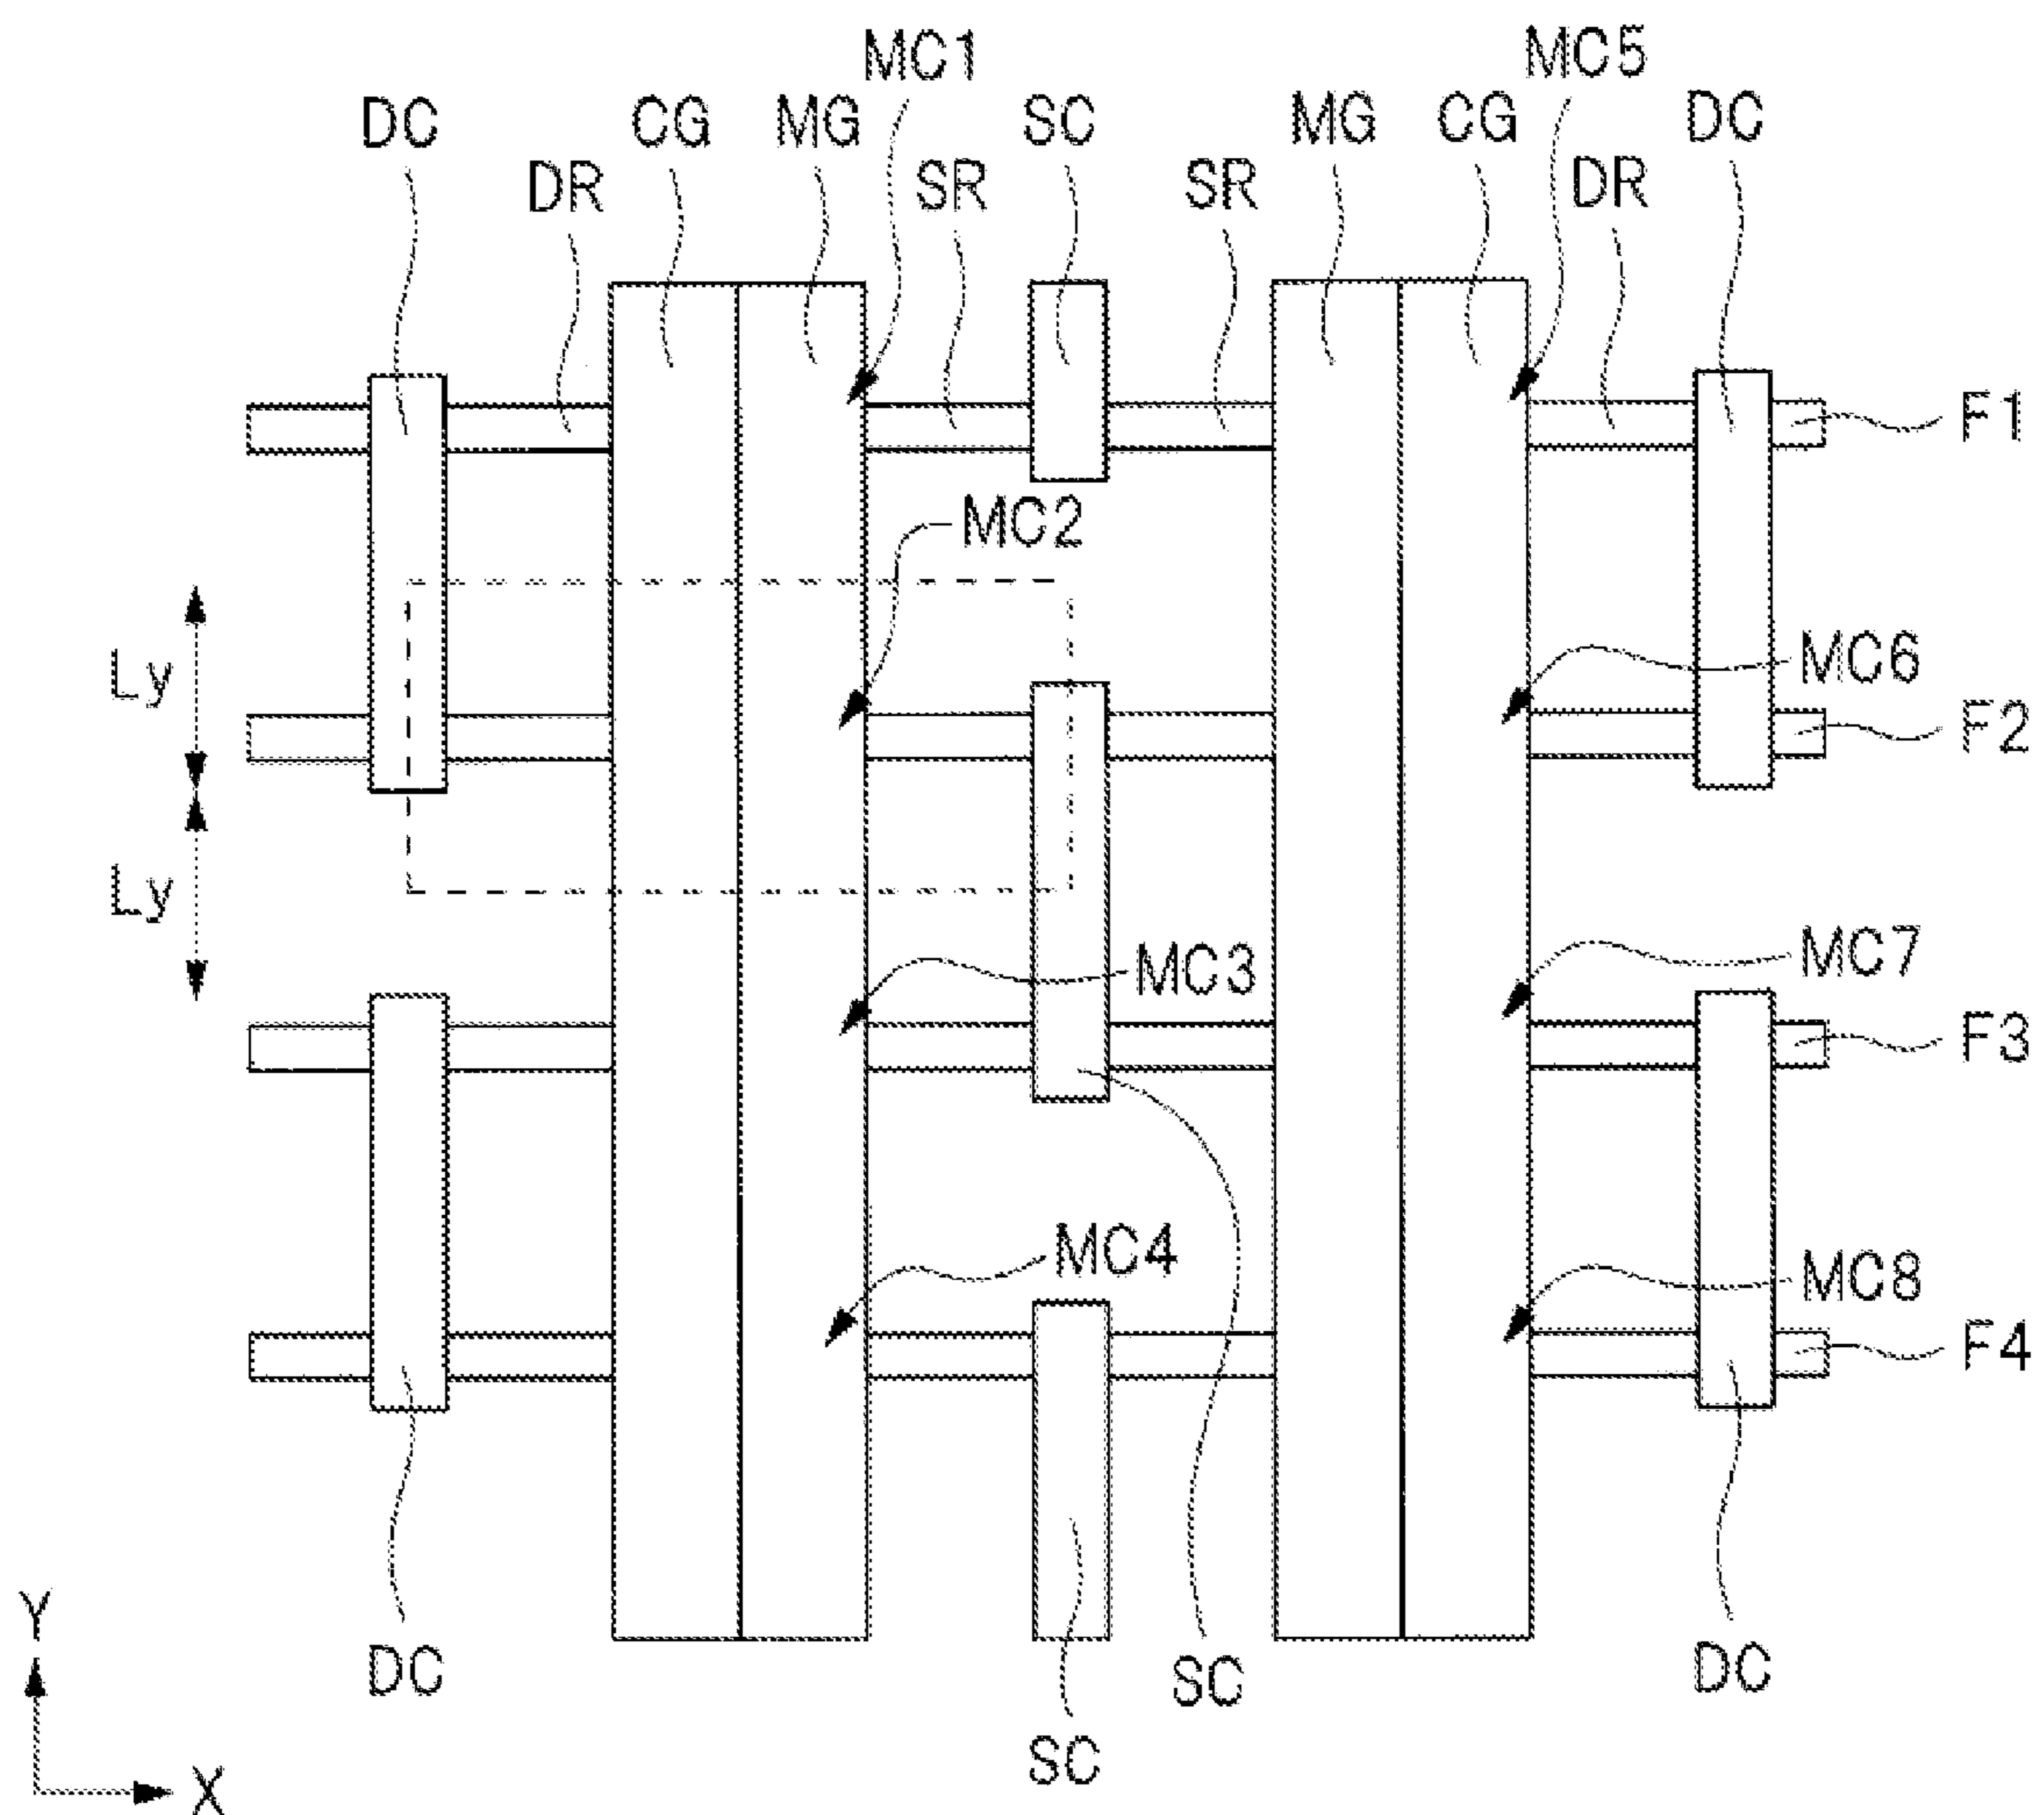 MC1 MC5
DC CG MG SC MG CG DC
DR SR SR DR
F1
MC2
MC6
Ly
F2
Ly
MC3 MC7
F3
MC4 MC8
F4
Y
DC SC DC
SC
X